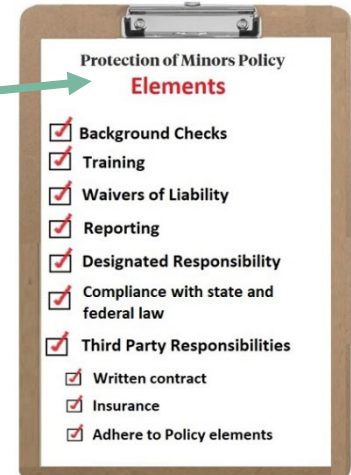 Protection of Minors Policy
Elements
Background Checks
Training
Waivers of Liability
Reporting
Designated Responsibility
Compliance with state and
federal law
Third Party Responsibilities
Written contract
Insurance
Adhere to Policy elements